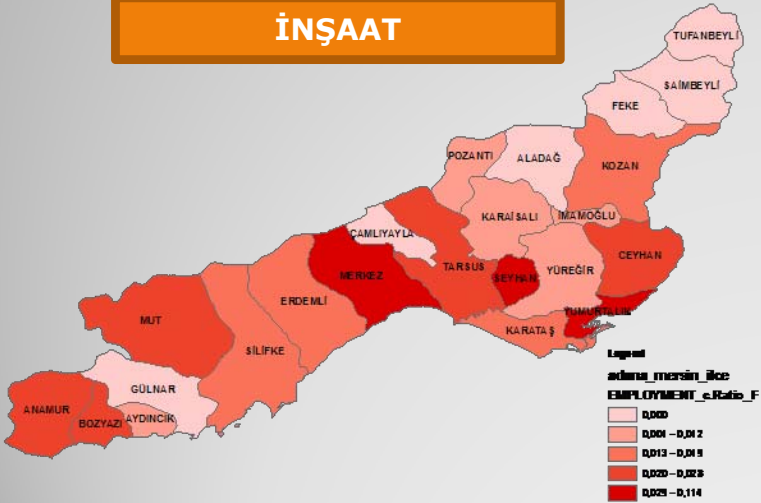 İNŞAAT
TUFANBEYLİ
SAİMBEYLİ
FEKE
POZANTI
ALADAĞ
KOZAN
KARAİSALI
İMAMOĞLU
ÇAMLIYAYLA
TARSUS
SEYHAN
YÜREĞİR
CEYHAN
MERKEZ
ERDEMLİ
YUMURTALIK
KARATAŞ
MUT
SİLİFKE
GÜLNAR
ANAMUR
BOZYAZI
AYDINCIK
Legend
adana_mersin_ilce
EMPLOYMENT_c.Ratio_F
0,000
0,001 – 0,012
0,013 – 0,019
0,020 – 0,028
0,029 – 0,114